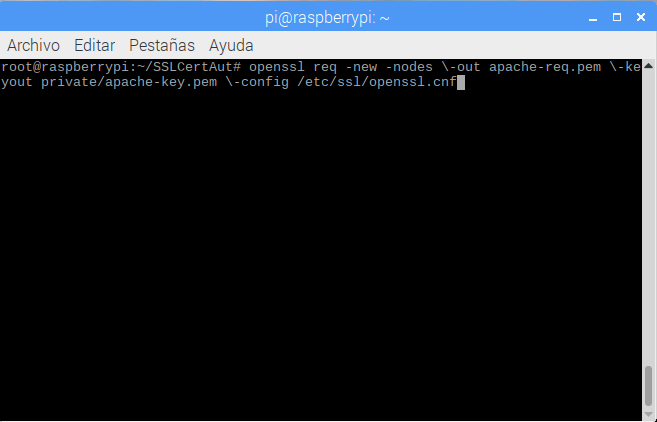 pi@raspberrypi: ~
Archivo Editar Pestañas Ayuda
root@raspberrypi:~/SSLCertAut# openssl req -new -nodes \-out apache-req.pem \-ke
yout private/apache-key.pem \-config /etc/ssl/openssl.cnf